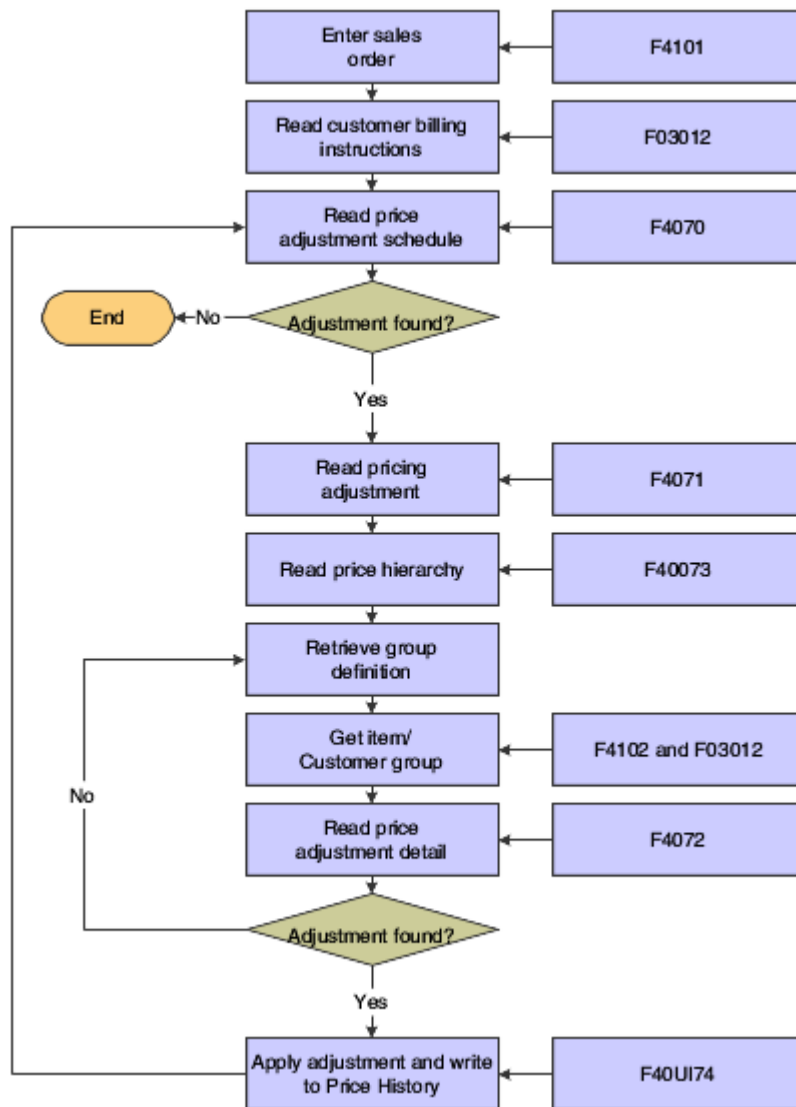 Enter sales
order
F4101
Read customer billing
instructions
F03012
Read price
adjustment schedule
F4070
End
No
Adjustment found?
Yes
Read pricing
adjustment
F4071
Read price hierarchy
F40073
Retrieve group
definition
Get item/
Customer group
F4102 and F03012
No
Read price
adjustment detail
F4072
Adjustment found?
Yes
Apply adjustment and write
to Price History
F40UI74